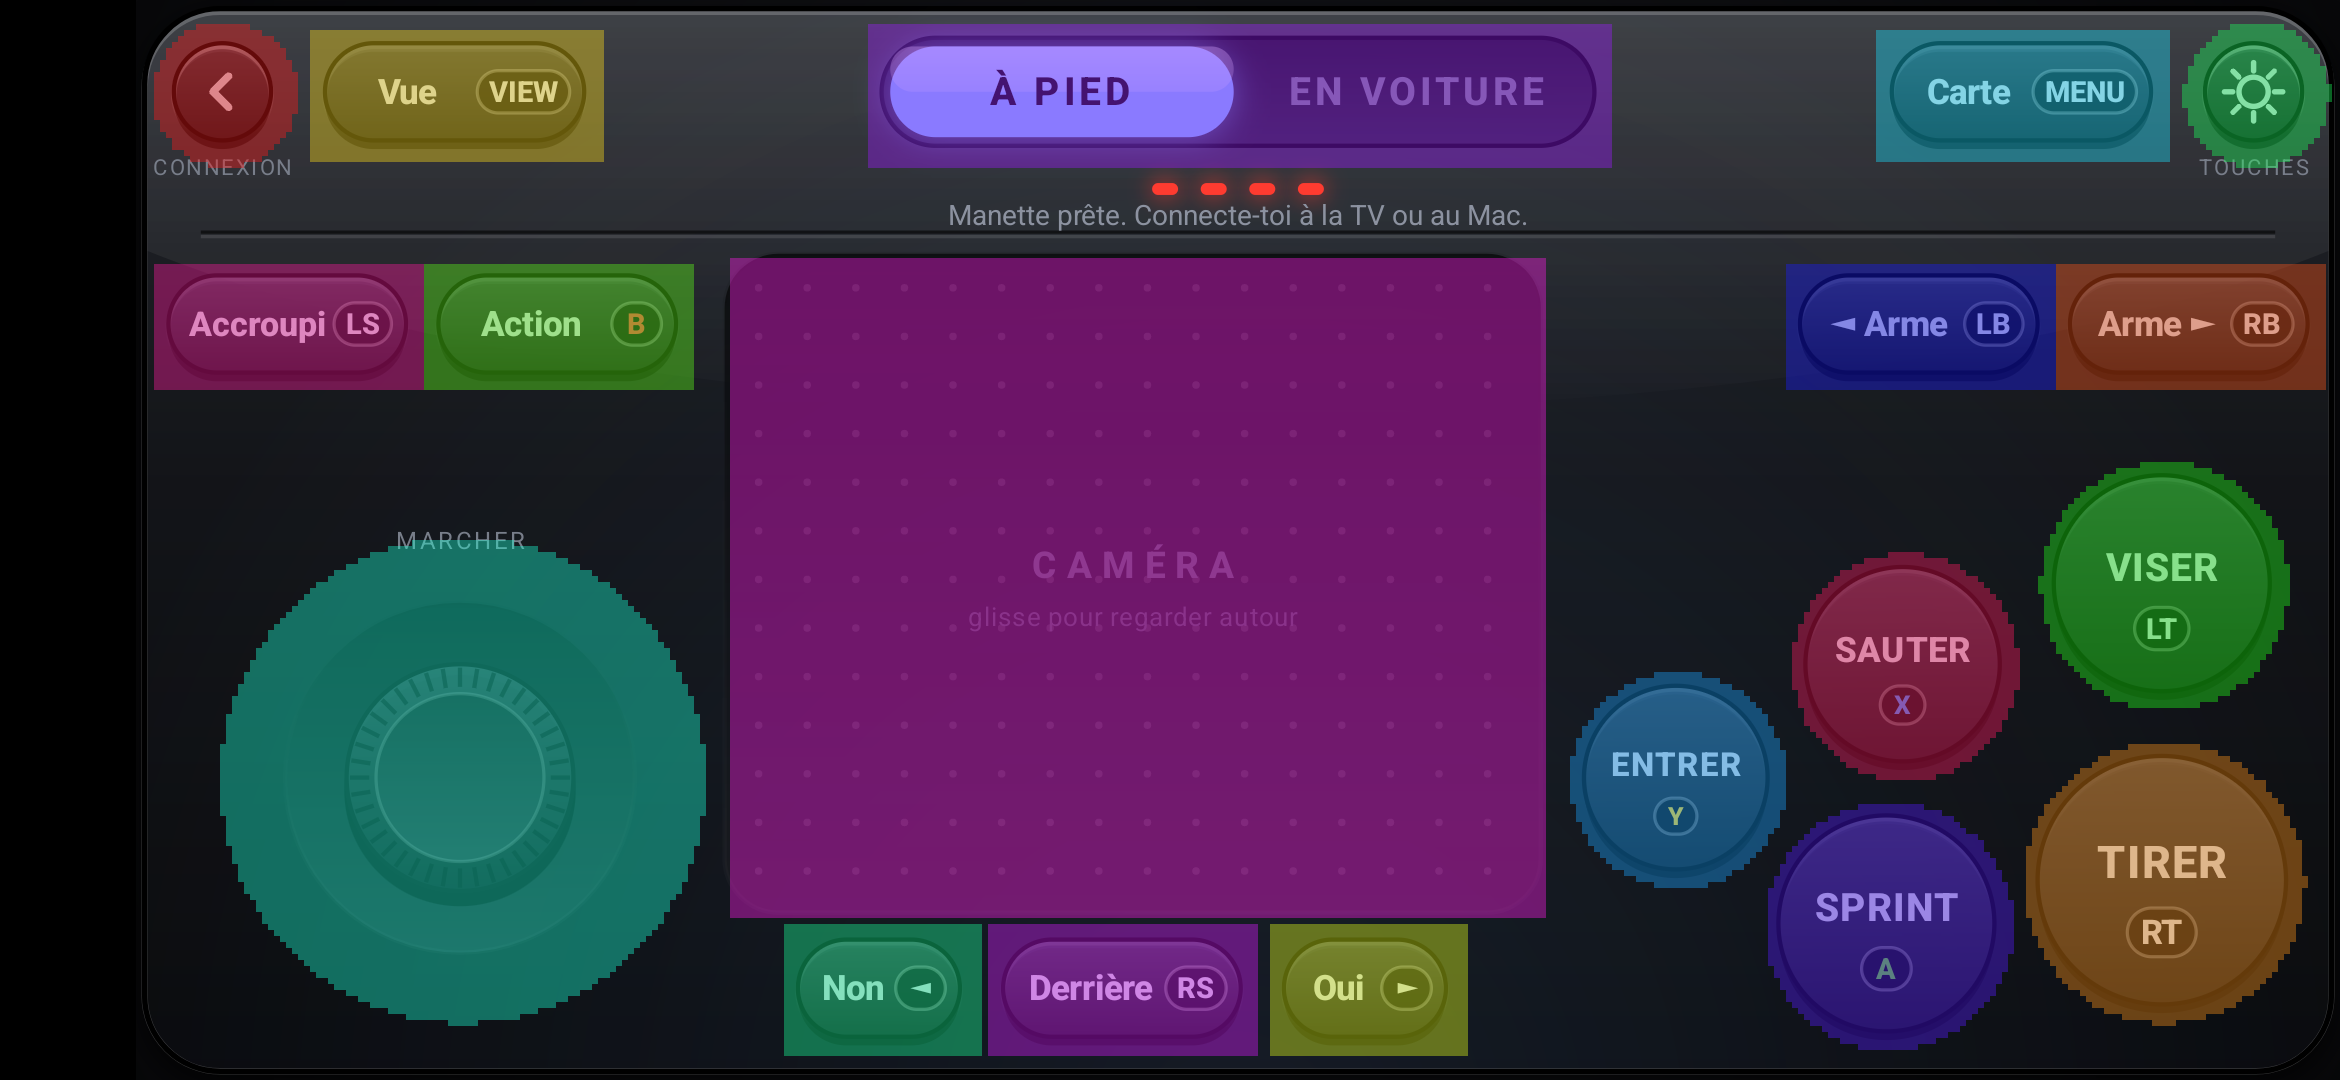 Vue VIEW
À PIED
EN VOITURE
Carte MENU
CONNEXION
TOUCHES
Manette prête. Connecte-toi à la TV ou au Mac.
Accroupi LS
Action B
◄ Arme LB
Arme ► RB
MARCHER
CAMÉRA
glisse pour regarder autour
VISER
LT
SAUTER
X
ENTRER
Y
TIRER
RT
SPRINT
A
Non ◄
Derrière RS
Oui ►